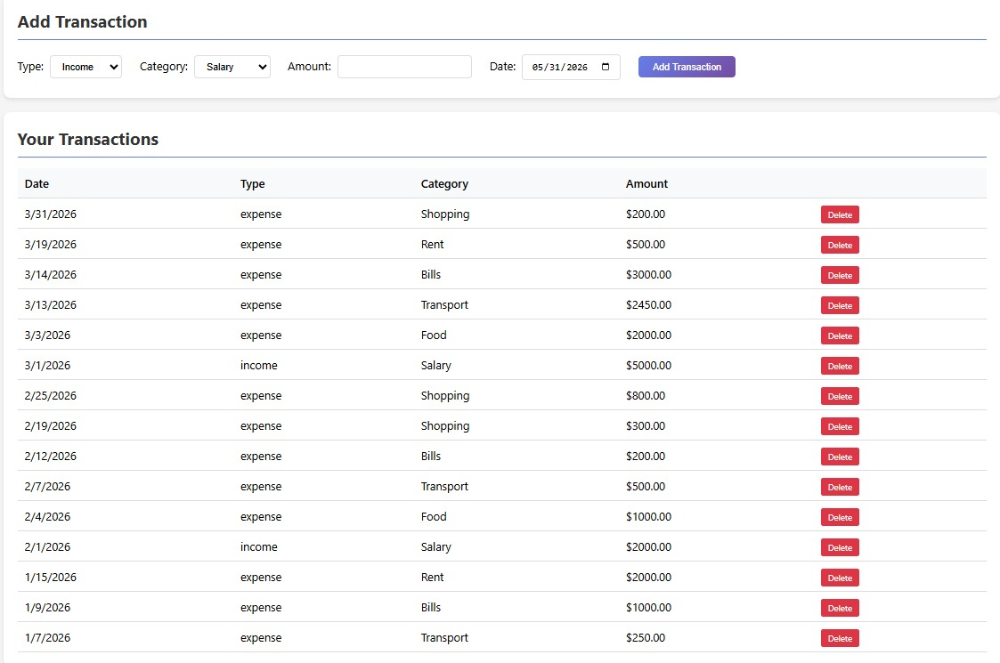 Add Transaction
Type: Income Category: Salary Amount: Date: 05/31/2026 Add Transaction
Your Transactions
Date Type Category Amount
3/31/2026 expense Shopping $200.00 Delete
3/19/2026 expense Rent $500.00 Delete
3/14/2026 expense Bills $3000.00 Delete
3/13/2026 expense Transport $2450.00 Delete
3/3/2026 expense Food $2000.00 Delete
3/1/2026 income Salary $5000.00 Delete
2/25/2026 expense Shopping $800.00 Delete
2/19/2026 expense Shopping $300.00 Delete
2/12/2026 expense Bills $200.00 Delete
2/7/2026 expense Transport $500.00 Delete
2/4/2026 expense Food $1000.00 Delete
2/1/2026 income Salary $2000.00 Delete
1/15/2026 expense Rent $2000.00 Delete
1/9/2026 expense Bills $1000.00 Delete
1/7/2026 expense Transport $250.00 Delete